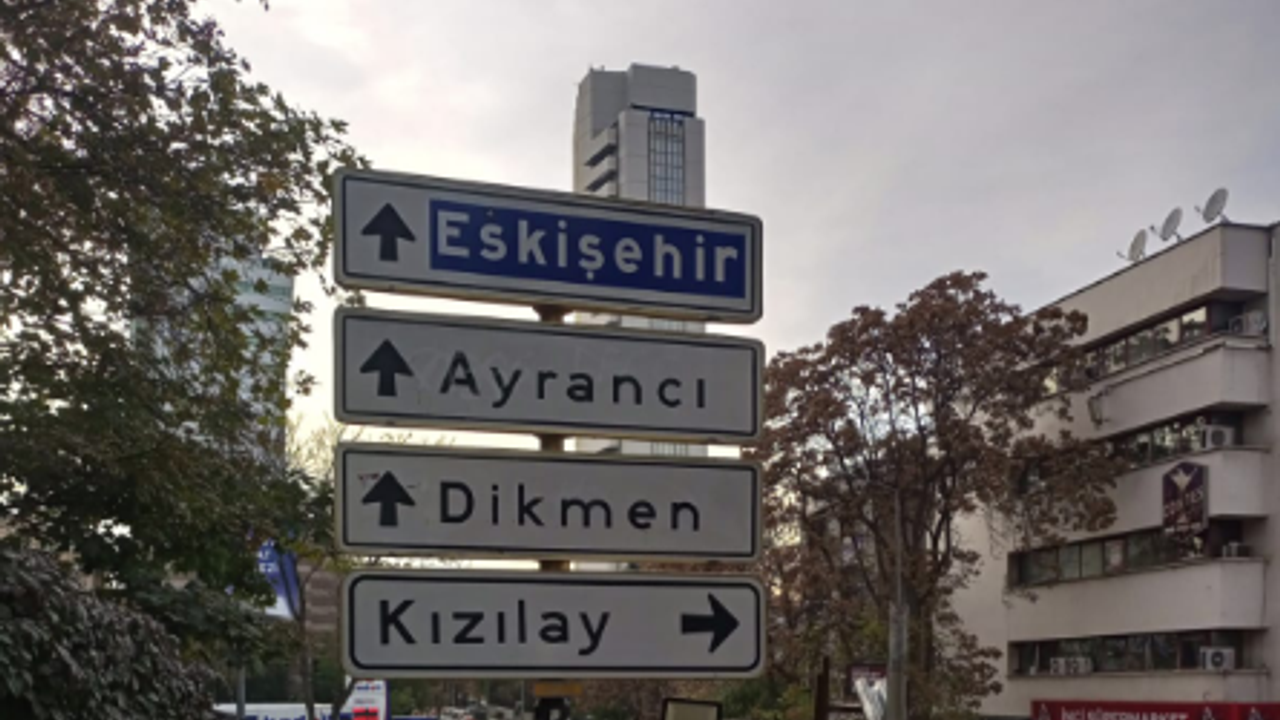 Eskişehir
Ayrancı
Dikmen
Kızılay